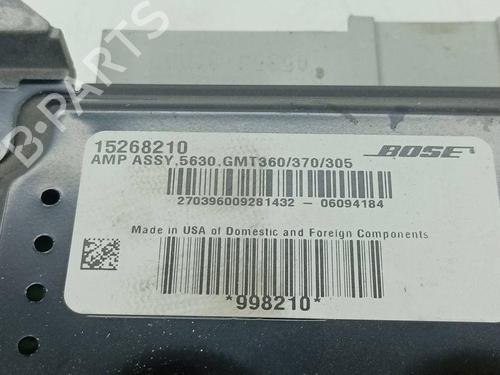 15268210
AMP ASSY.5630.GMT360/370/305
BOSE
270396009281432 - 06094184
Made in USA of Domestic and Foreign Components
*998210*
B-PARTS